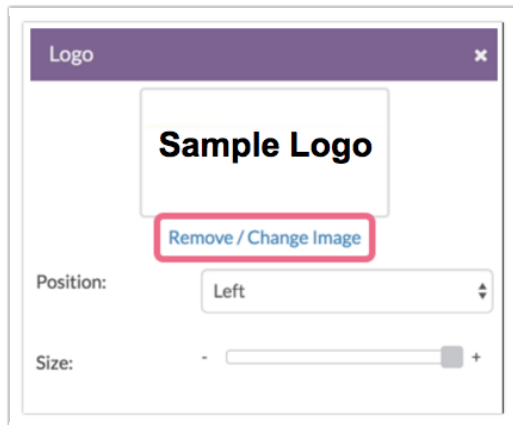 Logo ×
Sample Logo
Remove / Change Image
Position: Left
Size: - +